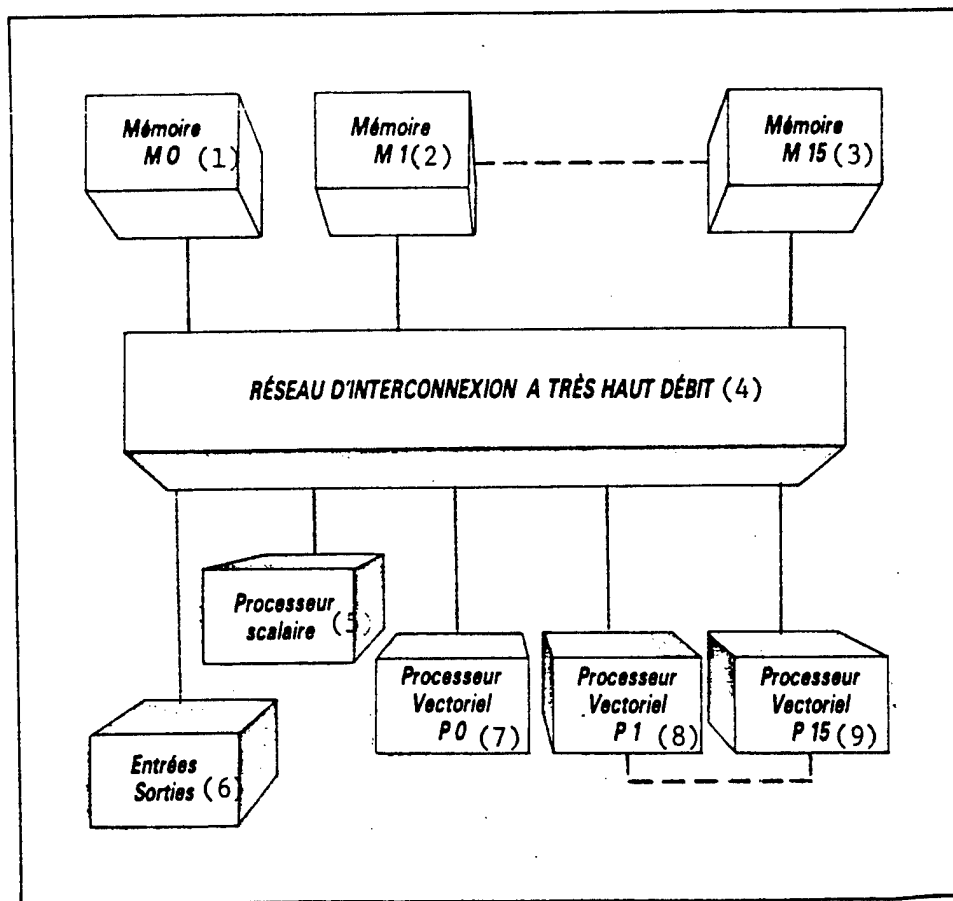 Mémoire
M 0 (1)
Mémoire
M 1 (2)
Mémoire
M 15 (3)
RÉSEAU D'INTERCONNEXION A TRÈS HAUT DÉBIT (4)
Processeur
scalaire (5)
Processeur
Vectoriel
P 0 (7)
Processeur
Vectoriel
P 1 (8)
Processeur
Vectoriel
P 15 (9)
Entrées
Sorties (6)